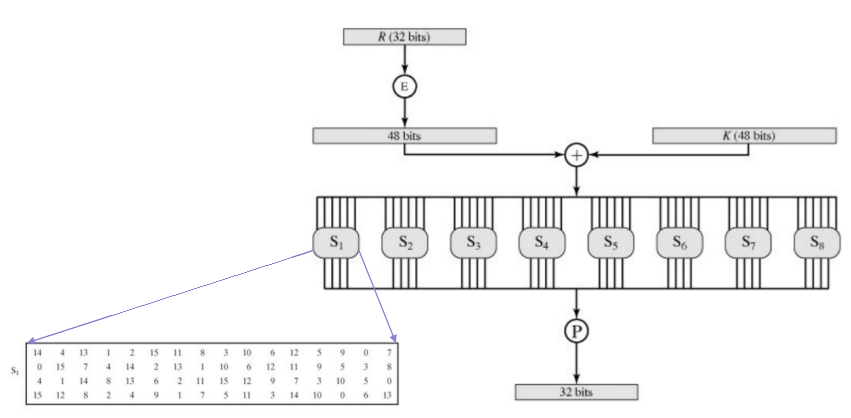 R (32 bits)
E
48 bits
K (48 bits)
+
S1 S2 S3 S4 S5 S6 S7 S8
P
32 bits
S1
14 4 13 1 2 15 11 8 3 10 6 12 5 9 0 7
0 15 7 4 14 2 13 1 10 6 12 11 9 5 3 8
4 1 14 8 13 6 2 11 15 12 9 7 3 10 5 0
15 12 8 2 4 9 1 7 5 11 3 14 10 0 6 13